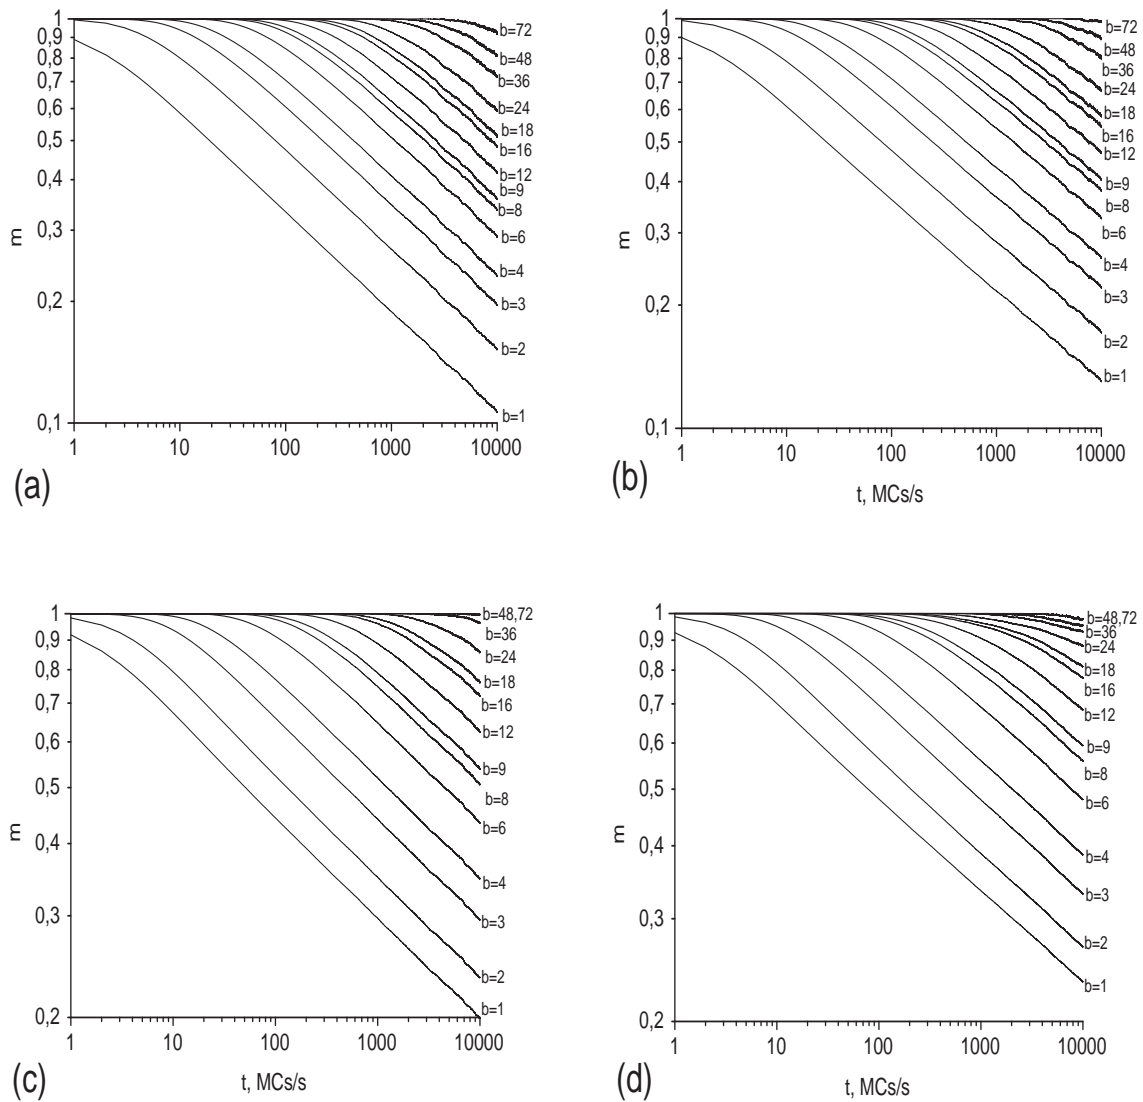 1
0,9
0,8
0,7
0,6
0,5
0,4
0,3
0,2
0,1
m
1 10 100 1000 10000
b=72
b=48
b=36
b=24
b=18
b=16
b=12
b=9
b=8
b=6
b=4
b=3
b=2
b=1
(a)
1
0,9
0,8
0,7
0,6
0,5
0,4
0,3
0,2
0,1
m
1 10 100 1000 10000
b=72
b=48
b=36
b=24
b=18
b=16
b=12
b=9
b=8
b=6
b=4
b=3
b=2
b=1
(b)
t, MCs/s
1
0,9
0,8
0,7
0,6
0,5
0,4
0,3
0,2
m
1 10 100 1000 10000
b=48,72
b=36
b=24
b=18
b=16
b=12
b=9
b=8
b=6
b=4
b=3
b=2
b=1
(c)
t, MCs/s
1
0,9
0,8
0,7
0,6
0,5
0,4
0,3
0,2
m
1 10 100 1000 10000
b=48,72
b=36
b=24
b=18
b=16
b=12
b=9
b=8
b=6
b=4
b=3
b=2
b=1
(d)
t, MCs/s